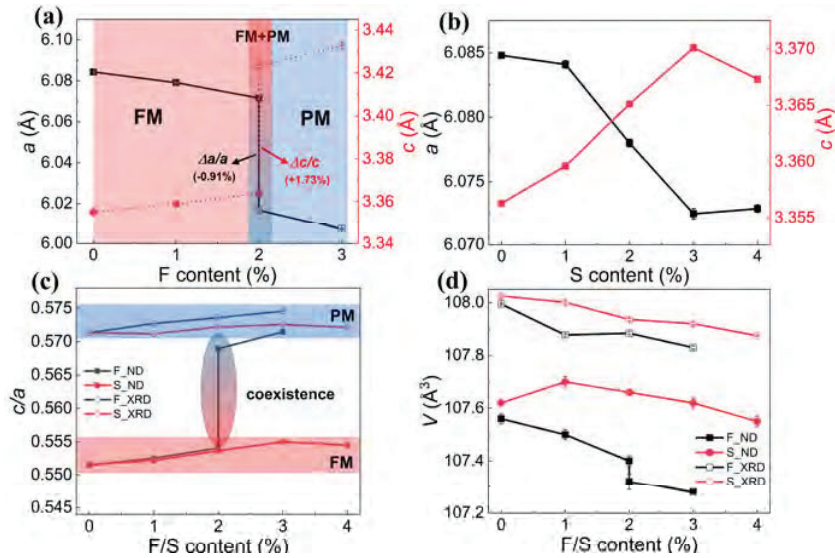 (a)
FM+PM
FM
PM
Δa/a
(-0.91%)
Δc/c
(+1.73%)
6.10
6.08
6.06
6.04
6.02
6.00
a (Å)
3.44
3.42
3.40
3.38
3.36
3.34
c (Å)
0 1 2 3
F content (%)
(b)
6.085
6.080
6.075
6.070
a (Å)
3.370
3.365
3.360
3.355
c (Å)
0 1 2 3 4
S content (%)
(c)
0.575
0.570
0.565
0.560
0.555
0.550
0.545
c/a
PM
F_ND
S_ND
F_XRD
S_XRD
coexistence
FM
0 1 2 3 4
F/S content (%)
(d)
108.0
107.8
107.6
107.4
107.2
V (Å³)
F_ND
S_ND
F_XRD
S_XRD
0 1 2 3 4
F/S content (%)